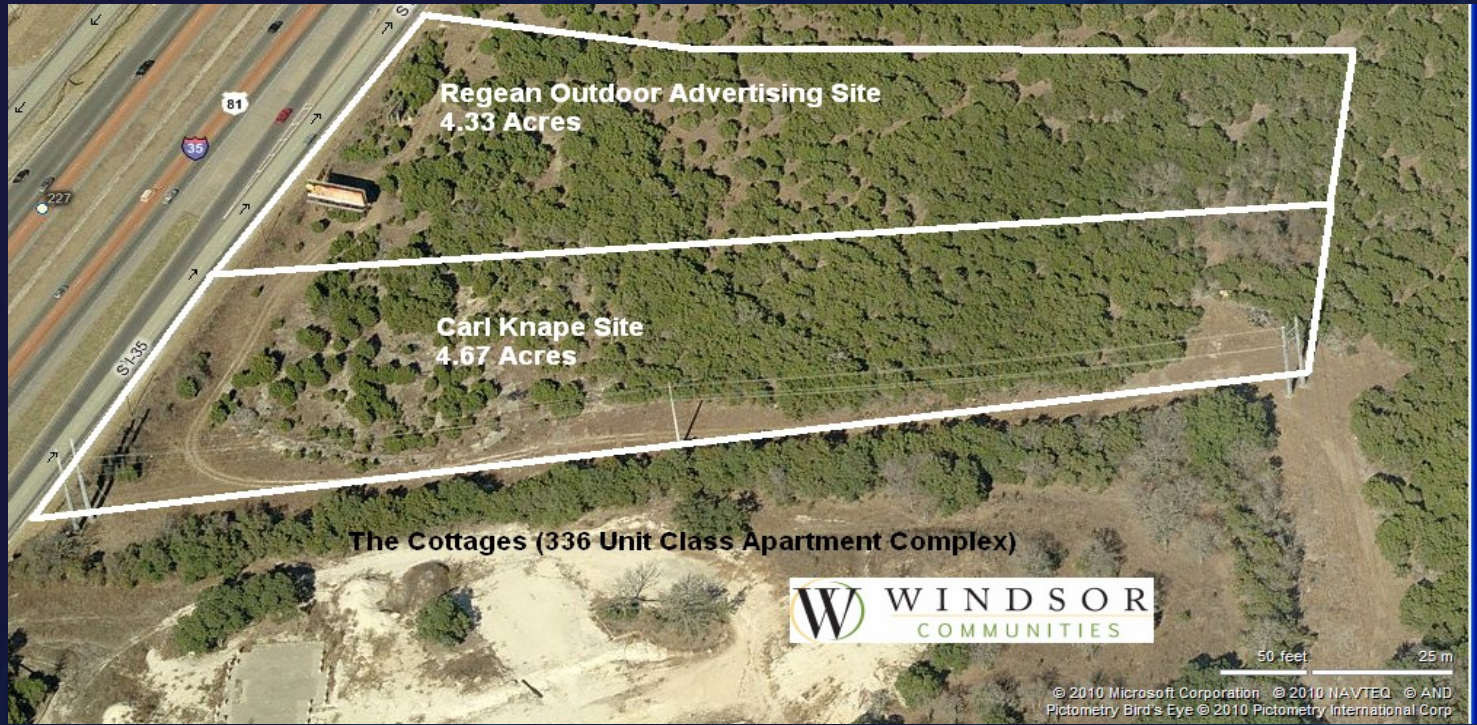 S
81
35
227
Regean Outdoor Advertising Site
4.33 Acres
Carl Knape Site
4.67 Acres
S I-35
The Cottages (336 Unit Class Apartment Complex)
W WINDSOR
COMMUNITIES
50 feet 25 m
© 2010 Microsoft Corporation © 2010 NAVTEQ © AND
Pictometry Bird's Eye © 2010 Pictometry International Corp